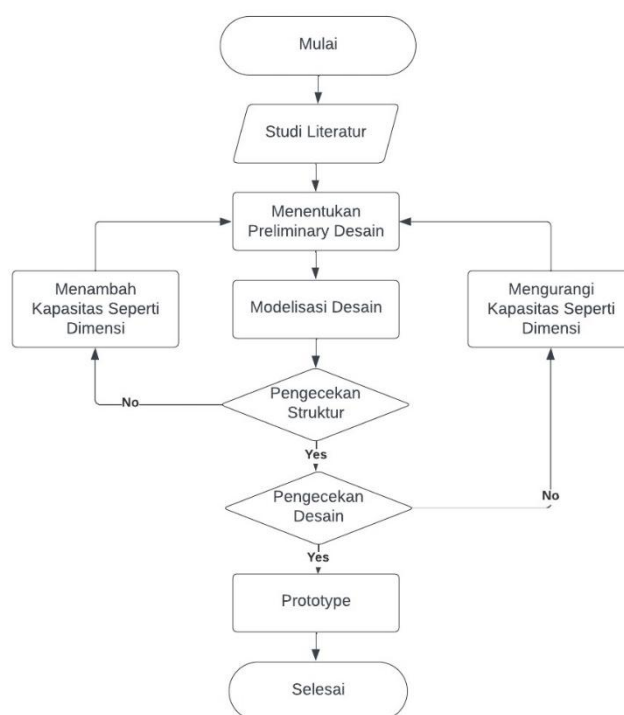 Mulai
Studi Literatur
Menentukan
Preliminary Desain
Menambah
Kapasitas Seperti
Dimensi
Modelisasi Desain
Mengurangi
Kapasitas Seperti
Dimensi
Pengecekan
Struktur
No
Yes
Pengecekan
Desain
No
Yes
Prototype
Selesai